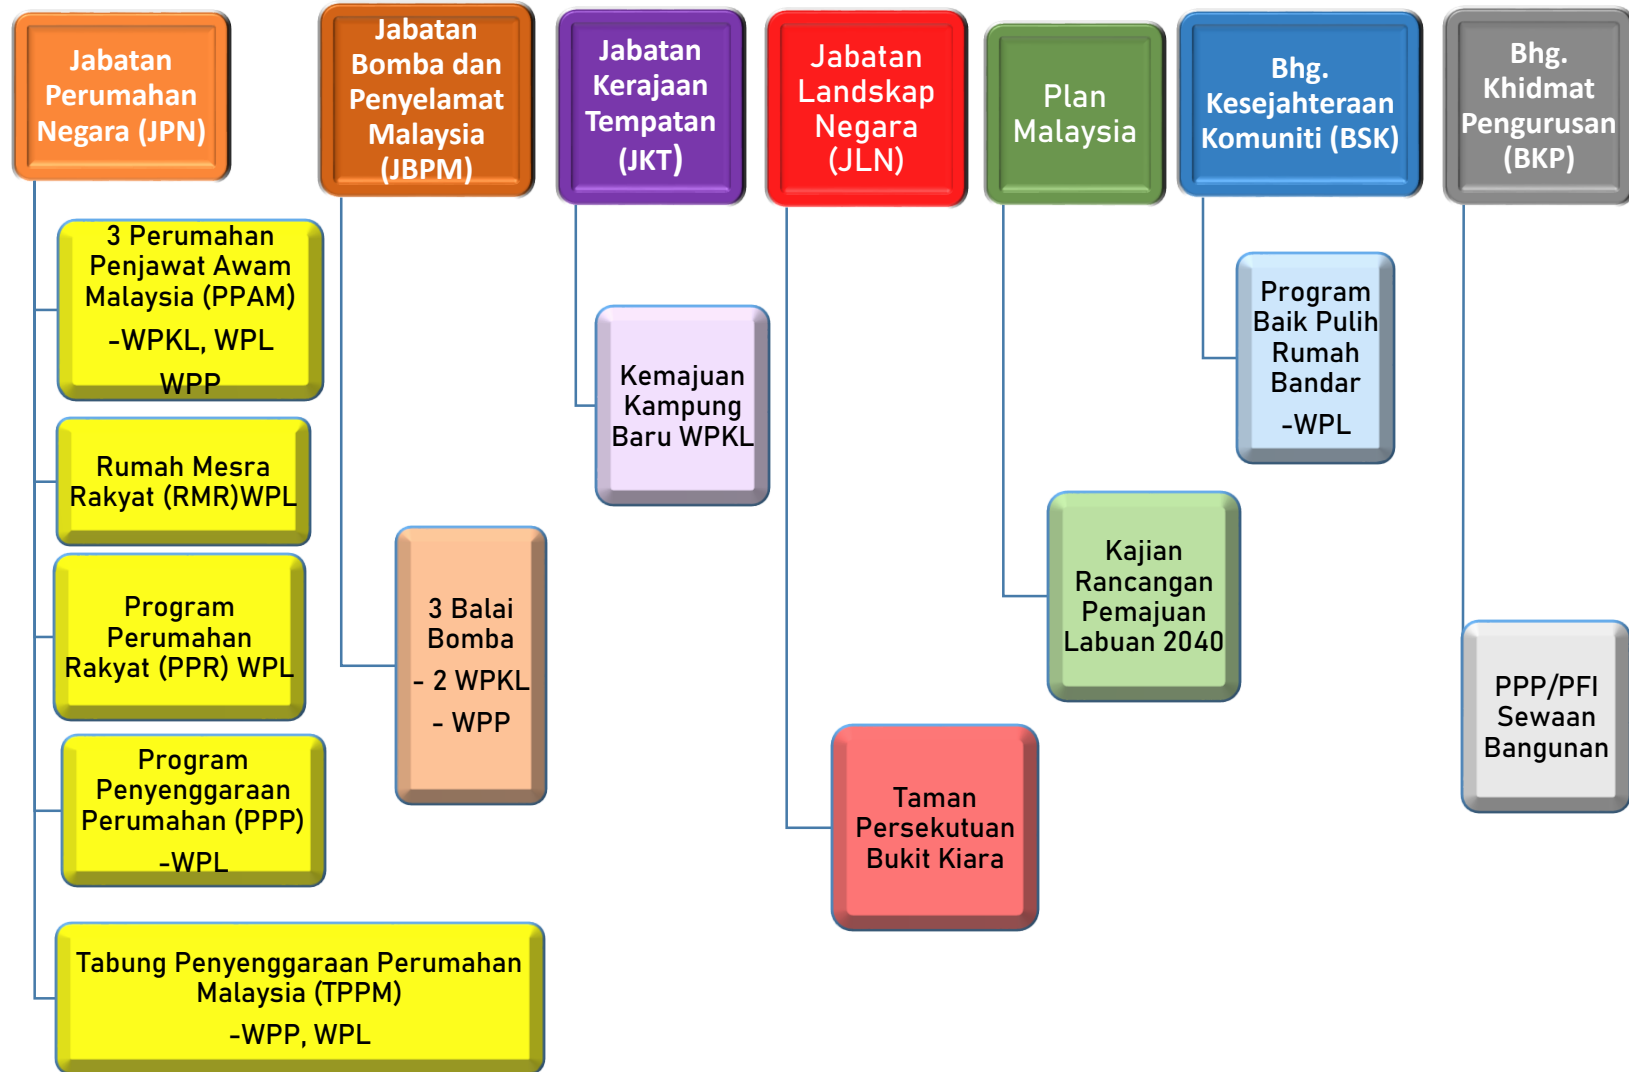 Jabatan
Perumahan
Negara (JPN)
Jabatan
Bomba dan
Penyelamat
Malaysia
(JBPM)
Jabatan
Kerajaan
Tempatan
(JKT)
Jabatan
Landskap
Negara
(JLN)
Plan
Malaysia
Bhg.
Kesejahteraan
Komuniti (BSK)
Bhg.
Khidmat
Pengurusan
(BKP)
3 Perumahan
Penjawat Awam
Malaysia (PPAM)
-WPKL, WPL
WPP
Rumah Mesra
Rakyat (RMR)WPL
Program
Perumahan
Rakyat (PPR) WPL
Program
Penyenggaraan
Perumahan (PPP)
-WPL
Tabung Penyenggaraan Perumahan
Malaysia (TPPM)
-WPP, WPL
3 Balai
Bomba
- 2 WPKL
- WPP
Kemajuan
Kampung
Baru WPKL
Taman
Persekutuan
Bukit Kiara
Kajian
Rancangan
Pemajuan
Labuan 2040
Program
Baik Pulih
Rumah
Bandar
-WPL
PPP/PFI
Sewaan
Bangunan